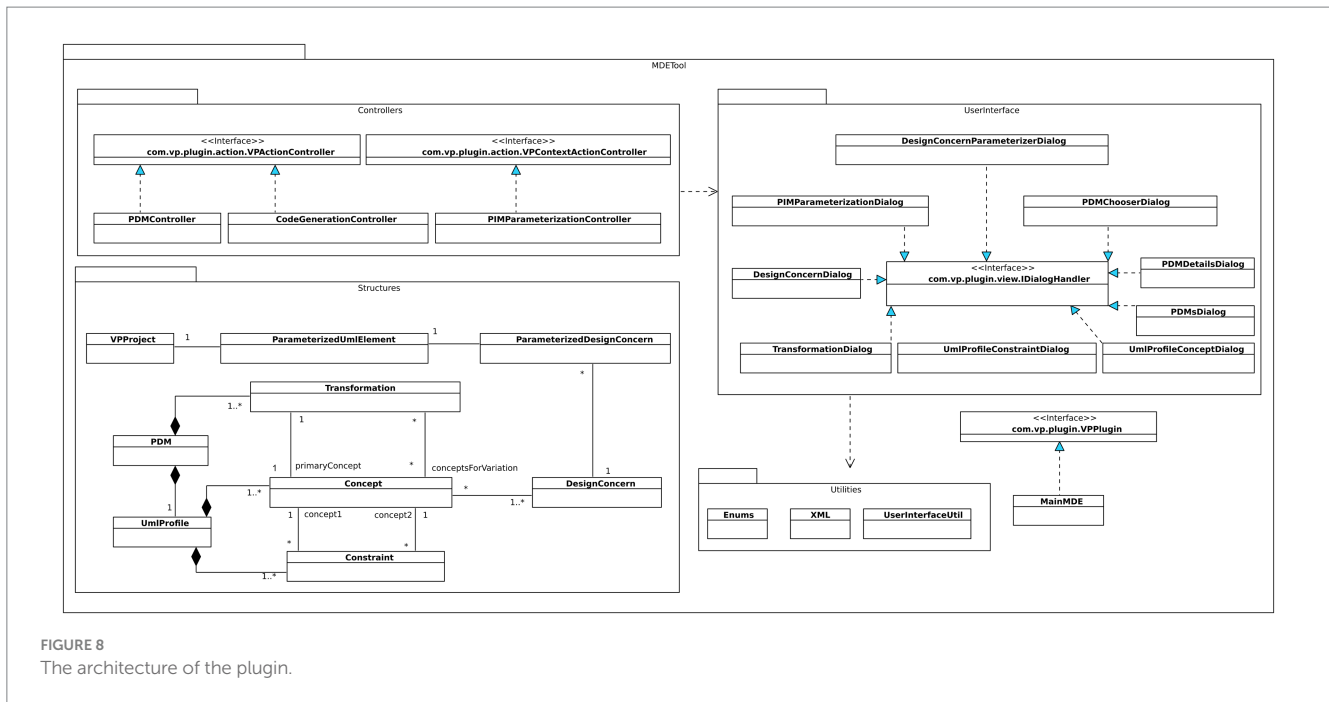 MDETool
Controllers
<<Interface>>
com.vp.plugin.action.VPActionController
<<Interface>>
com.vp.plugin.action.VPContextActionController
PDMController
CodeGenerationController
PIMParameterizationController
UserInterface
DesignConcernParameterizerDialog
PIMParameterizationDialog
PDMChooserDialog
<<Interface>>
com.vp.plugin.view.IDialogHandler
DesignConcernDialog
PDMDetailsDialog
PDMsDialog
TransformationDialog
UmlProfileConstraintDialog
UmlProfileConceptDialog
Structures
VPProject
1
ParameterizedUmlElement
1
ParameterizedDesignConcern
*
Transformation
1..*
1
*
PDM
primaryConcept
*
conceptsForVariation
1
1
1
Concept
1..*
*
1..*
DesignConcern
UmlProfile
1
concept1
concept2
1
*
*
Constraint
1..*
<<Interface>>
com.vp.plugin.VPPlugin
MainMDE
Utilities
Enums
XML
UserInterfaceUtil
FIGURE 8
The architecture of the plugin.